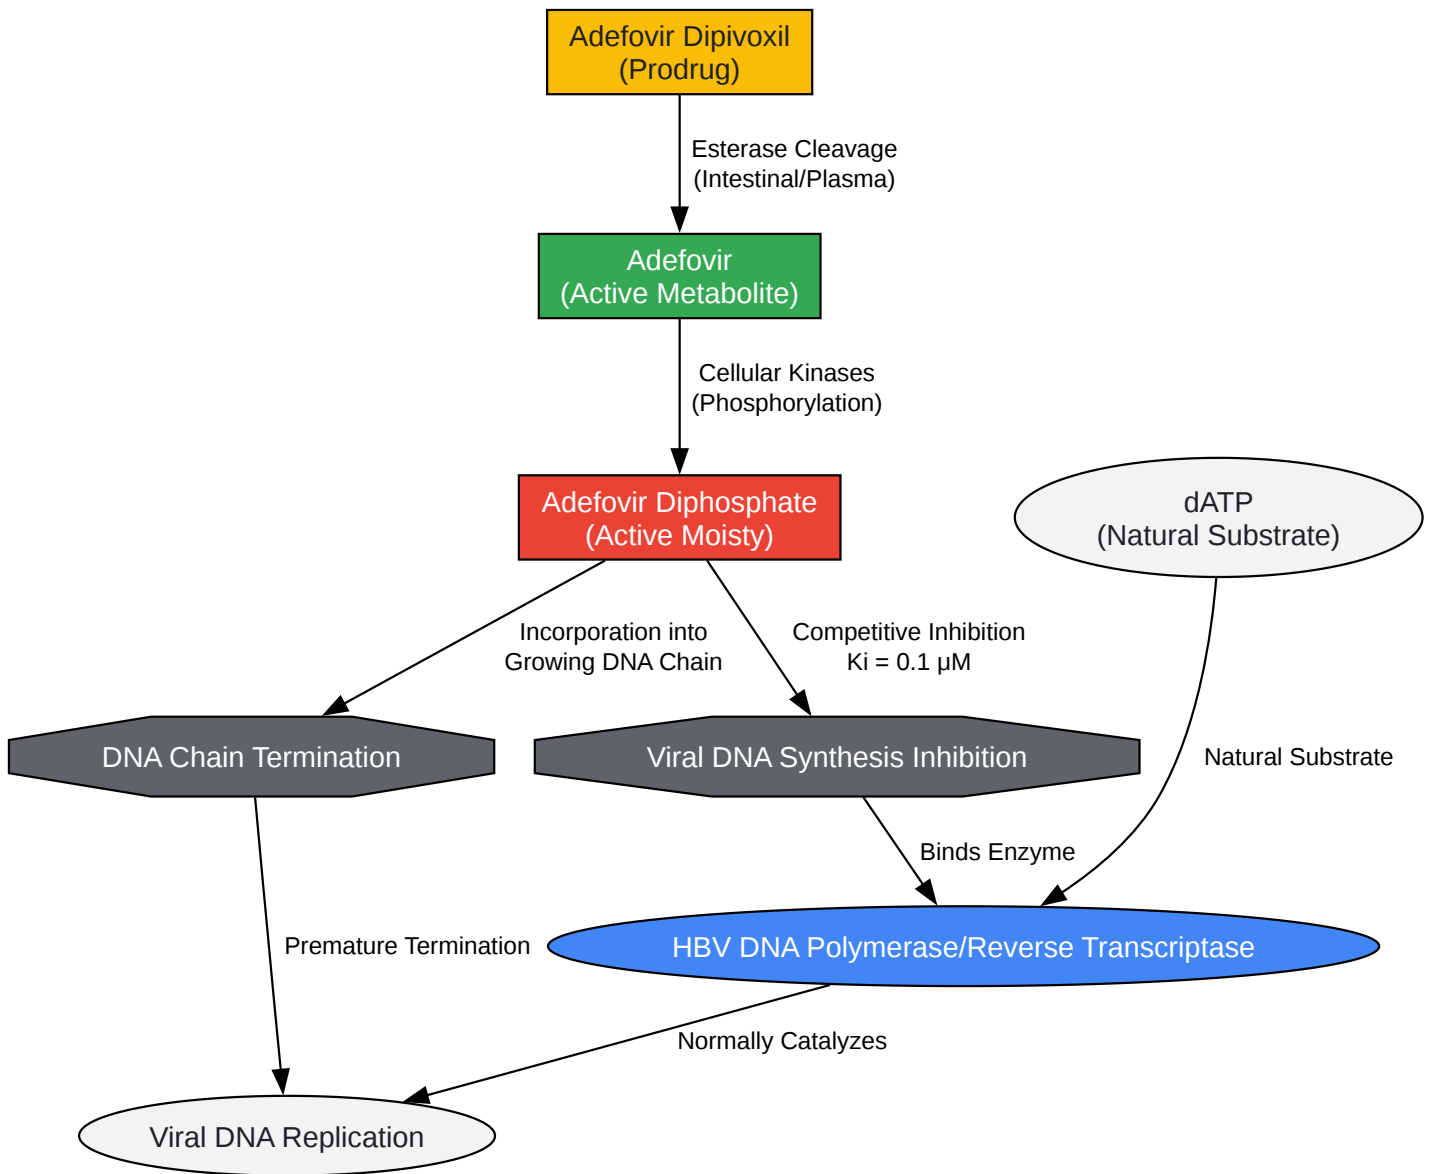 Adefovir Dipivoxil
(Prodrug)
Esterase Cleavage
(Intestinal/Plasma)
Adefovir
(Active Metabolite)
Cellular Kinases
(Phosphorylation)
Adefovir Diphosphate
(Active Moisty)
dATP
(Natural Substrate)
Incorporation into
Growing DNA Chain
Competitive Inhibition
Ki = 0.1 μM
DNA Chain Termination
Viral DNA Synthesis Inhibition
Natural Substrate
Binds Enzyme
Premature Termination
HBV DNA Polymerase/Reverse Transcriptase
Normally Catalyzes
Viral DNA Replication